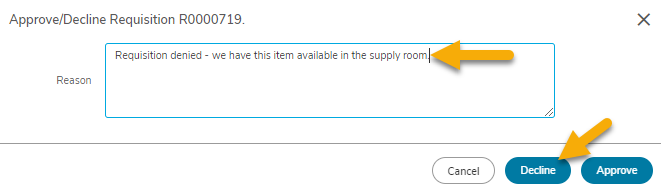 Approve/Decline Requisition R0000719.
Requisition denied - we have this item available in the supply room.
Reason
Cancel
Decline
Approve